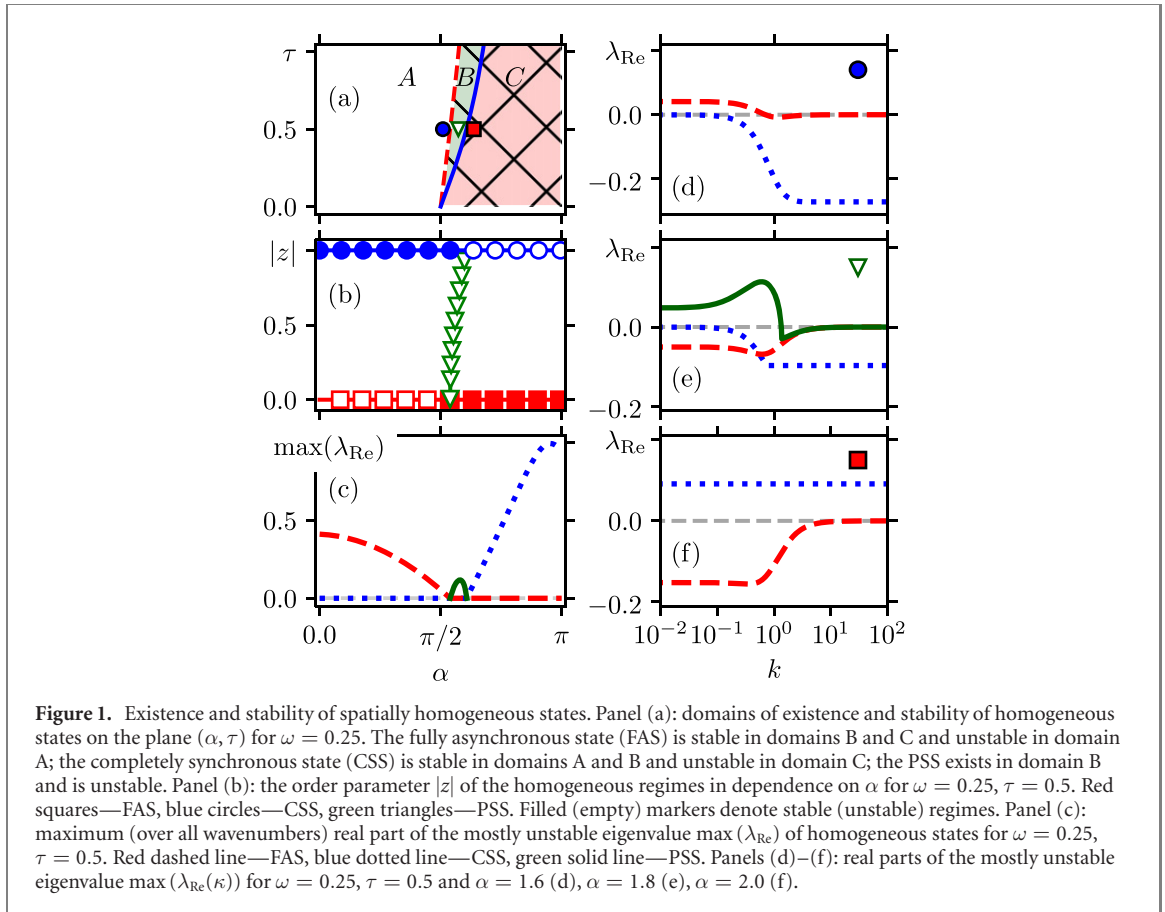 τ
A
B
C
(a)
0.5
0.0
λRe
0.0
−0.2
(d)
|z|
(b)
0.5
0.0
λRe
0.0
−0.2
(e)
max(λRe)
(c)
0.5
0.0
0.0 π/2 π
α
λRe
0.0
−0.2
(f)
10−2 10−1 100 101 102
k
Figure 1. Existence and stability of spatially homogeneous states. Panel (a): domains of existence and stability of homogeneous
states on the plane (α, τ) for ω = 0.25. The fully asynchronous state (FAS) is stable in domains B and C and unstable in domain
A; the completely synchronous state (CSS) is stable in domains A and B and unstable in domain C; the PSS exists in domain B
and is unstable. Panel (b): the order parameter |z| of the homogeneous regimes in dependence on α for ω = 0.25, τ = 0.5. Red
squares—FAS, blue circles—CSS, green triangles—PSS. Filled (empty) markers denote stable (unstable) regimes. Panel (c):
maximum (over all wavenumbers) real part of the mostly unstable eigenvalue max (λRe) of homogeneous states for ω = 0.25,
τ = 0.5. Red dashed line—FAS, blue dotted line—CSS, green solid line—PSS. Panels (d)–(f): real parts of the mostly unstable
eigenvalue max (λRe(κ)) for ω = 0.25, τ = 0.5 and α = 1.6 (d), α = 1.8 (e), α = 2.0 (f).